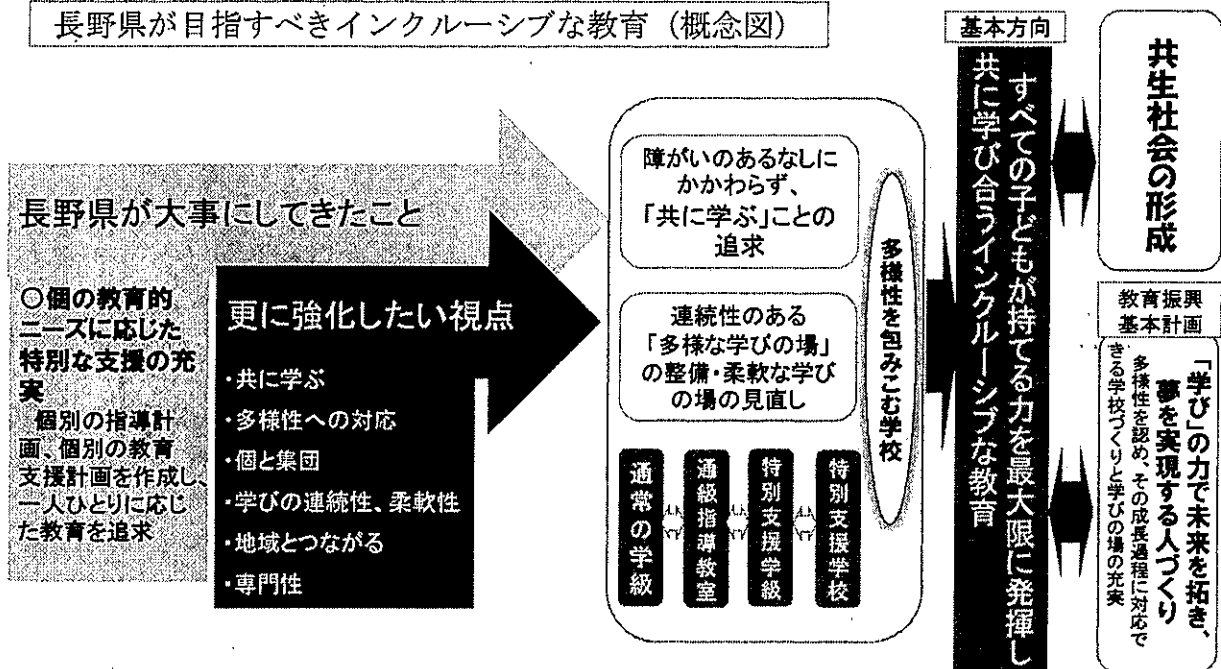 長野県が目指すべきインクルーシブな教育（概念図）
長野県が大事にしてきたこと
○個の教育的
ニーズに応じた
特別な支援の充
実
個別の指導計
画、個別の教育
支援計画を作成し、
一人ひとりに応じ
た教育を追求
更に強化したい視点
・共に学ぶ
・多様性への対応
・個と集団
・学びの連続性、柔軟性
・地域とつながる
・専門性
障がいのあるなしに
かかわらず、
「共に学ぶ」ことの
追求
連続性のある
「多様な学びの場」
の整備・柔軟な学び
の場の見直し
通常の学級
通級指導教室
特別支援学級
特別支援学校
多様性を包みこむ学校
基本方向
すべての子どもが持てる力を最大限に発揮し
共に学び合うインクルーシブな教育
共生社会の形成
教育振興
基本計画
「学び」の力で未来を拓き、
夢を実現する人づくり
多様性を認め、その成長過程に対応で
きる学校づくりと学びの場の充実